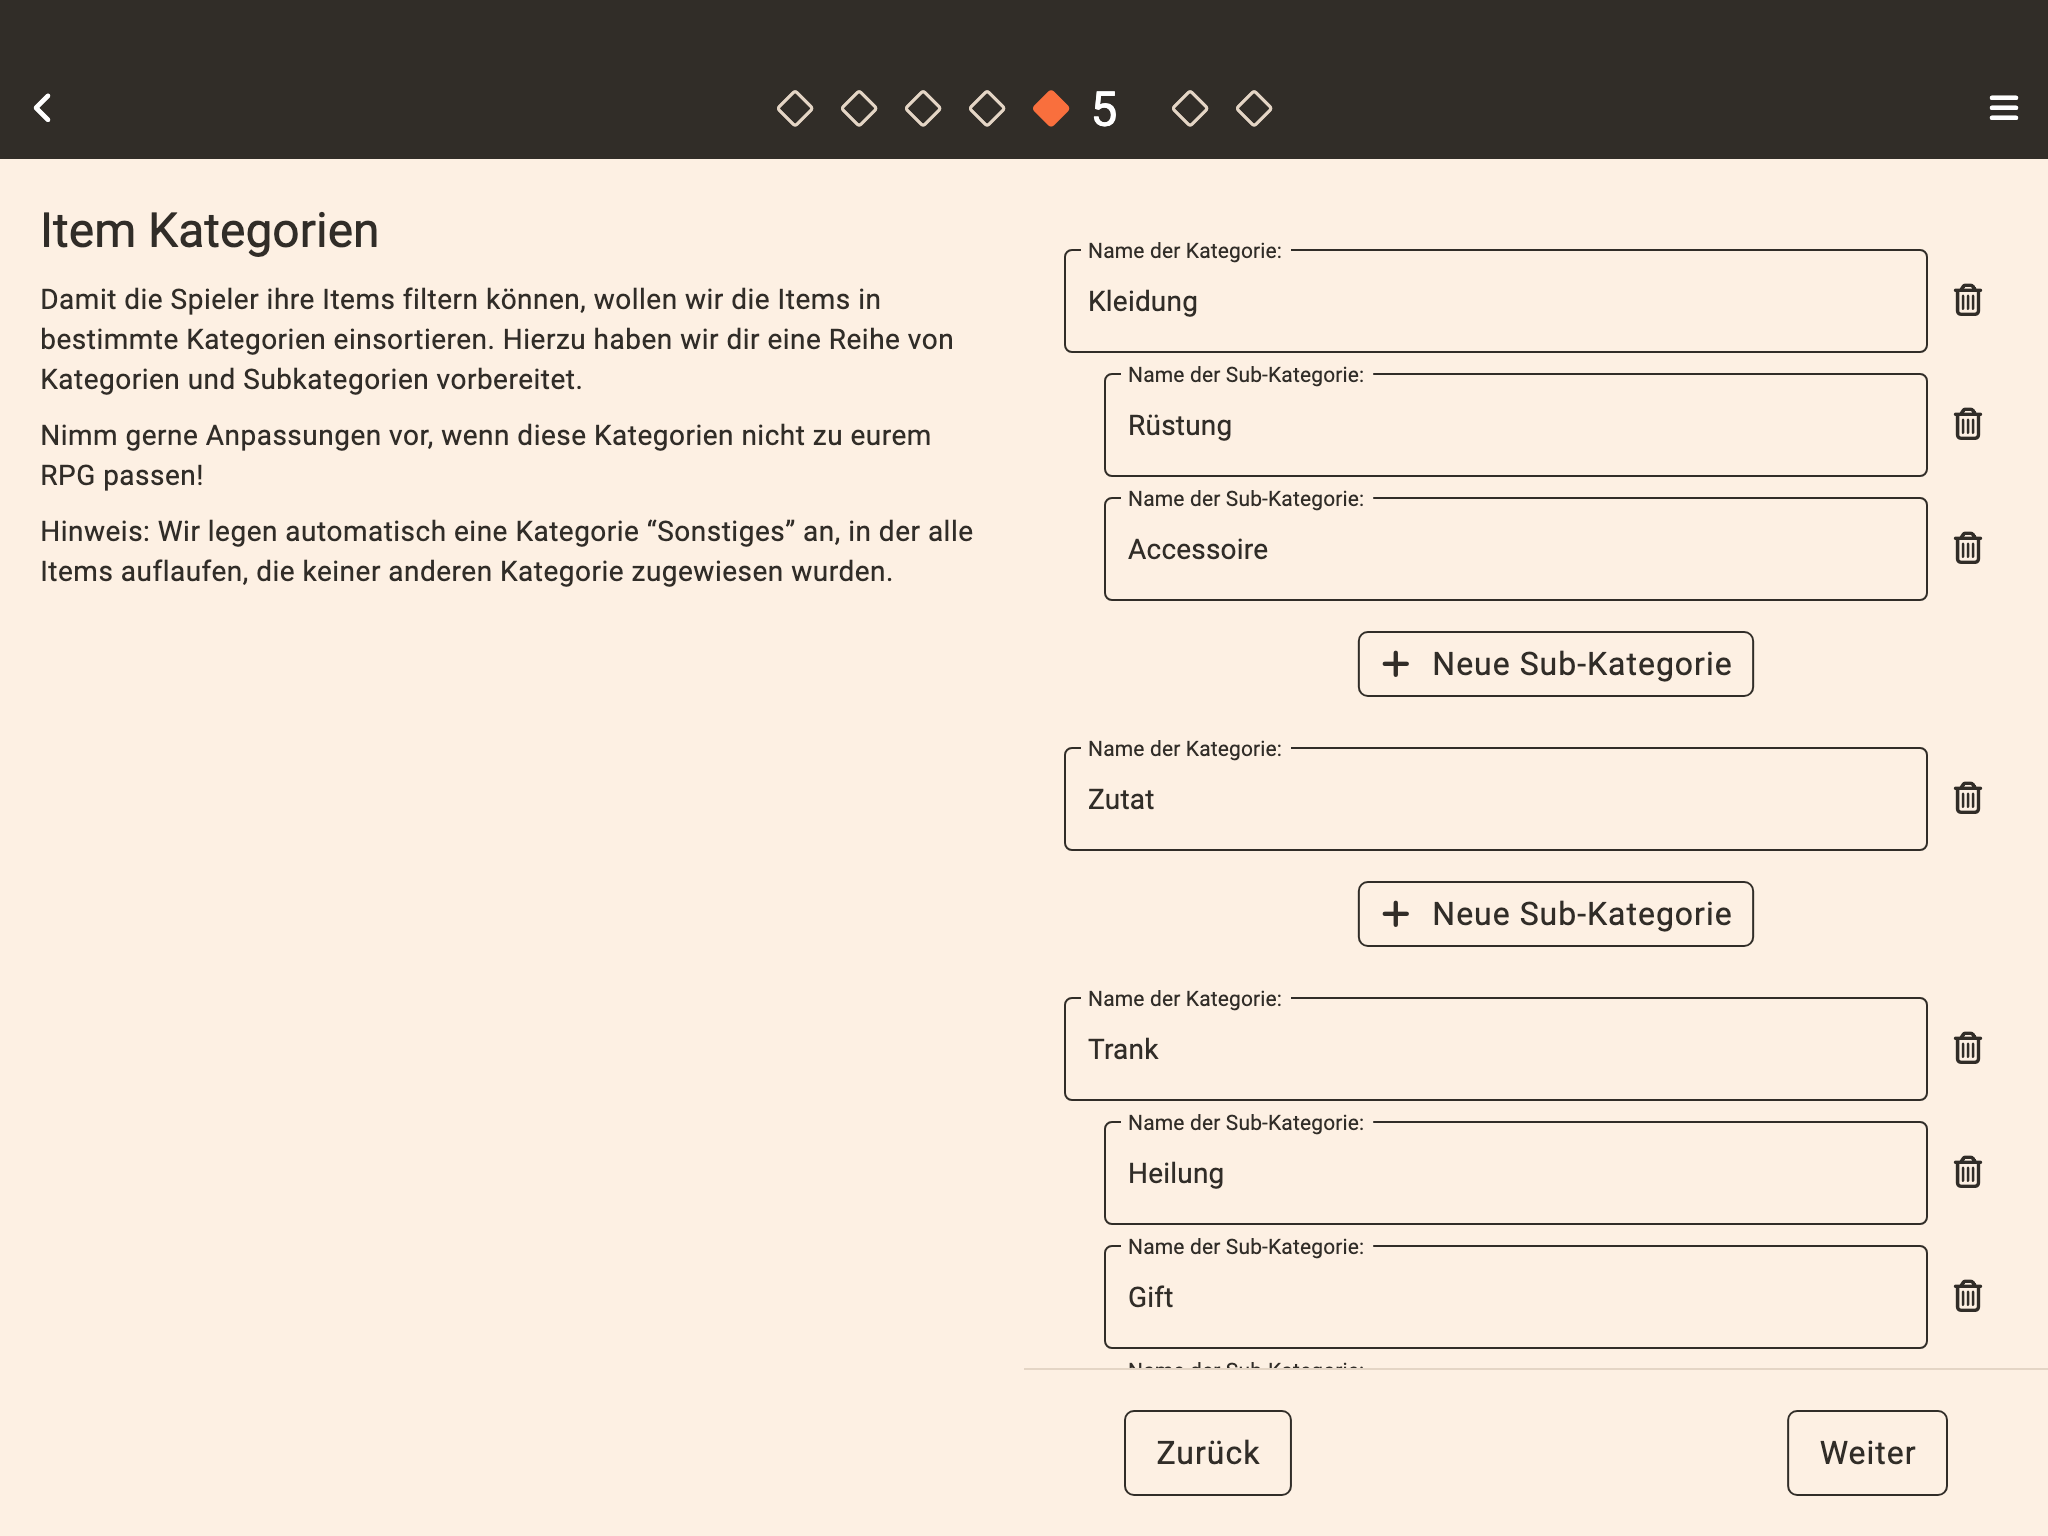 5
Item Kategorien
Damit die Spieler ihre Items filtern können, wollen wir die Items in
bestimmte Kategorien einsortieren. Hierzu haben wir dir eine Reihe von
Kategorien und Subkategorien vorbereitet.
Nimm gerne Anpassungen vor, wenn diese Kategorien nicht zu eurem
RPG passen!
Hinweis: Wir legen automatisch eine Kategorie “Sonstiges” an, in der alle
Items auflaufen, die keiner anderen Kategorie zugewiesen wurden.
Name der Kategorie:
Kleidung
Name der Sub-Kategorie:
Rüstung
Name der Sub-Kategorie:
Accessoire
+ Neue Sub-Kategorie
Name der Kategorie:
Zutat
+ Neue Sub-Kategorie
Name der Kategorie:
Trank
Name der Sub-Kategorie:
Heilung
Name der Sub-Kategorie:
Gift
Name der Sub-Kategorie:
Zurück
Weiter